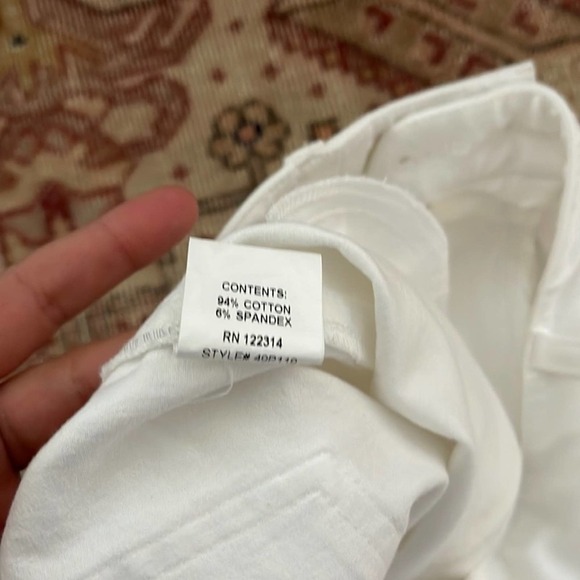 CONTENTS:
94% COTTON
6% SPANDEX
RN 122314
STYLE#